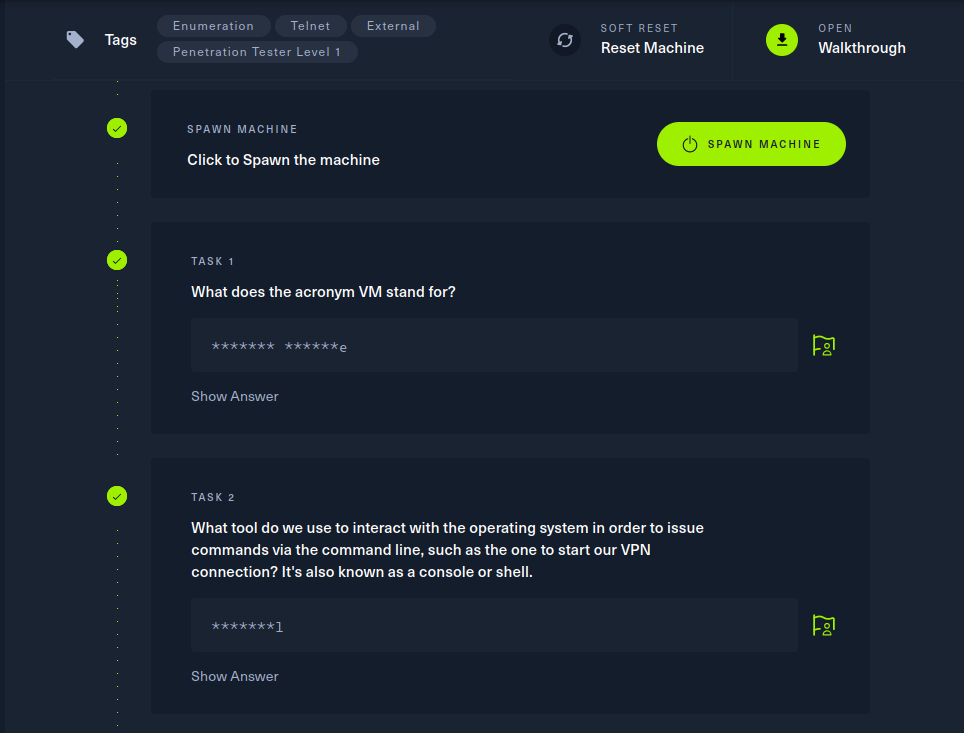 Tags
Enumeration Telnet External
Penetration Tester Level 1
SOFT RESET
Reset Machine
OPEN
Walkthrough
SPAWN MACHINE
Click to Spawn the machine
SPAWN MACHINE
TASK 1
What does the acronym VM stand for?
******* ******e
Show Answer
TASK 2
What tool do we use to interact with the operating system in order to issue
commands via the command line, such as the one to start our VPN
connection? It's also known as a console or shell.
*******l
Show Answer